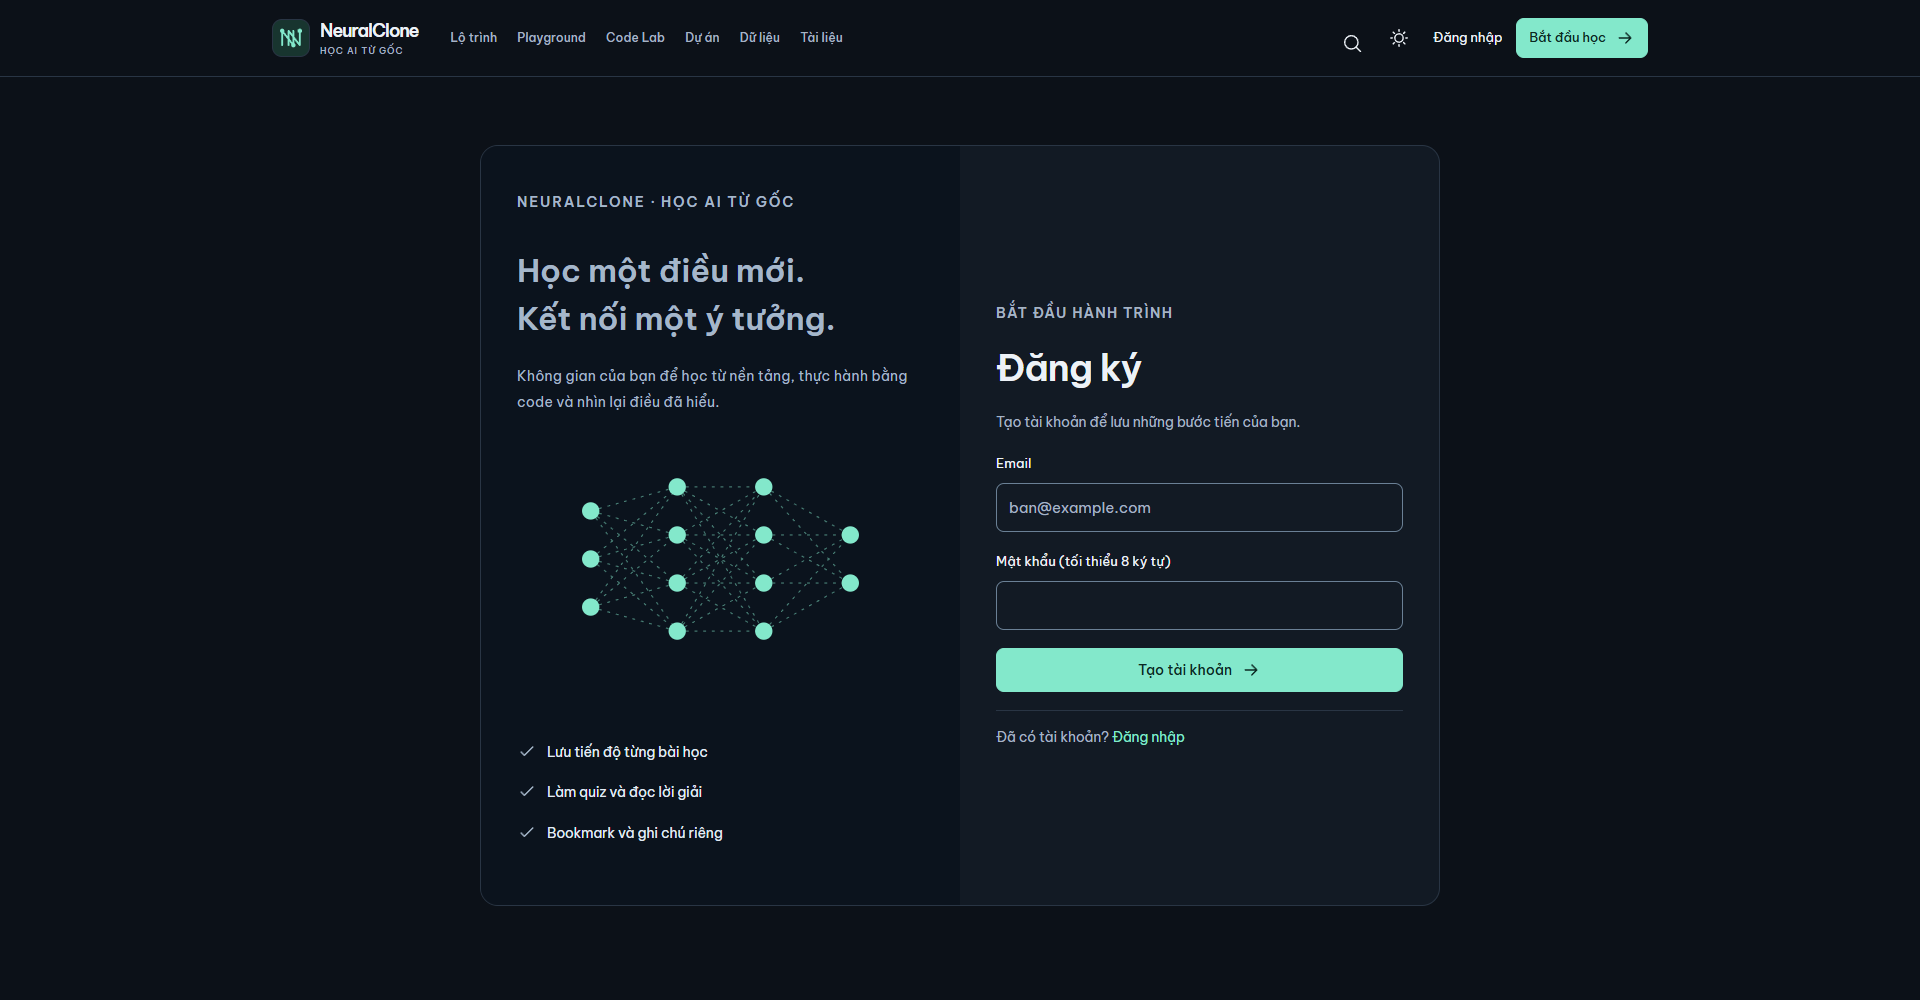 NeuralClone
HỌC AI TỪ GỐC
Lộ trình
Playground
Code Lab
Dự án
Dữ liệu
Tài liệu
Đăng nhập
Bắt đầu học
NEURALCLONE · HỌC AI TỪ GỐC
Học một điều mới.
Kết nối một ý tưởng.
Không gian của bạn để học từ nền tảng, thực hành bằng
code và nhìn lại điều đã hiểu.
Lưu tiến độ từng bài học
Làm quiz và đọc lời giải
Bookmark và ghi chú riêng
BẮT ĐẦU HÀNH TRÌNH
Đăng ký
Tạo tài khoản để lưu những bước tiến của bạn.
Email
ban@example.com
Mật khẩu (tối thiểu 8 ký tự)
Tạo tài khoản
Đã có tài khoản? Đăng nhập